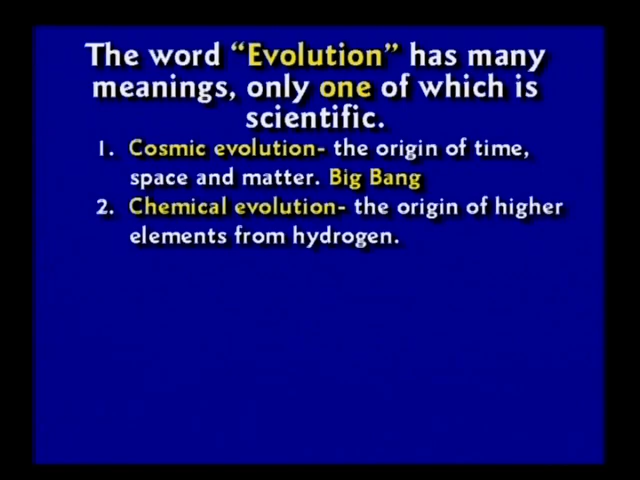 The word “Evolution” has many
meanings, only one of which is
scientific.
1. Cosmic evolution- the origin of time,
space and matter. Big Bang
2. Chemical evolution- the origin of higher
elements from hydrogen.